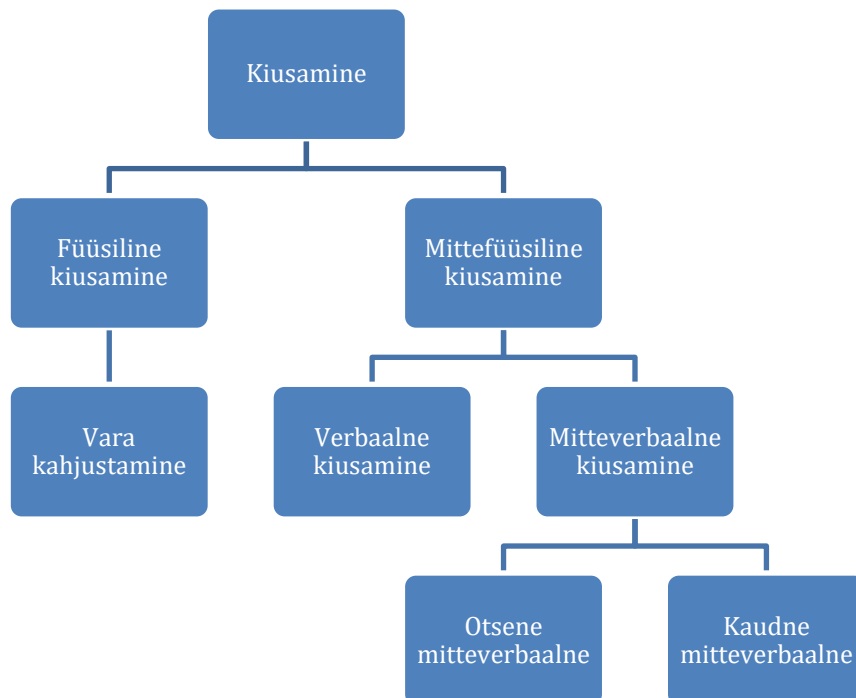 Kiusamine
Füüsiline
kiusamine
Mittefüüsiline
kiusamine
Vara
kahjustamine
Verbaalne
kiusamine
Mitteverbaalne
kiusamine
Otsene
mitteverbaalne
Kaudne
mitteverbaalne